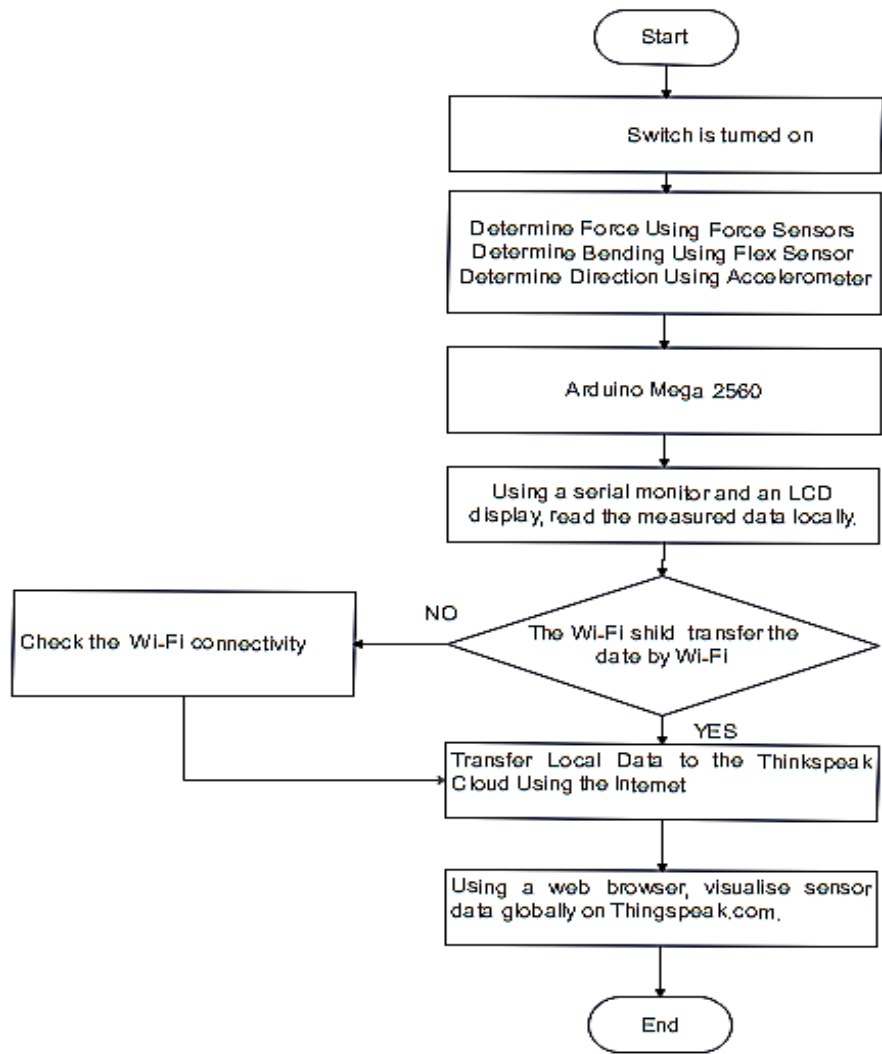 Start
Switch is turned on
Determine Force Using Force Sensors
Determine Bending Using Flex Sensor
Determine Direction Using Accelerometer
Arduino Mega 2560
Using a serial monitor and an LCD
display, read the measured data locally.
NO
The Wi-Fi shild transfer the
date by Wi-Fi
Check the Wi-Fi connectivity
YES
Transfer Local Data to the Thinkspeak
Cloud Using the Internet
Using a web browser, visualise sensor
data globally on Thingspeak.com.
End